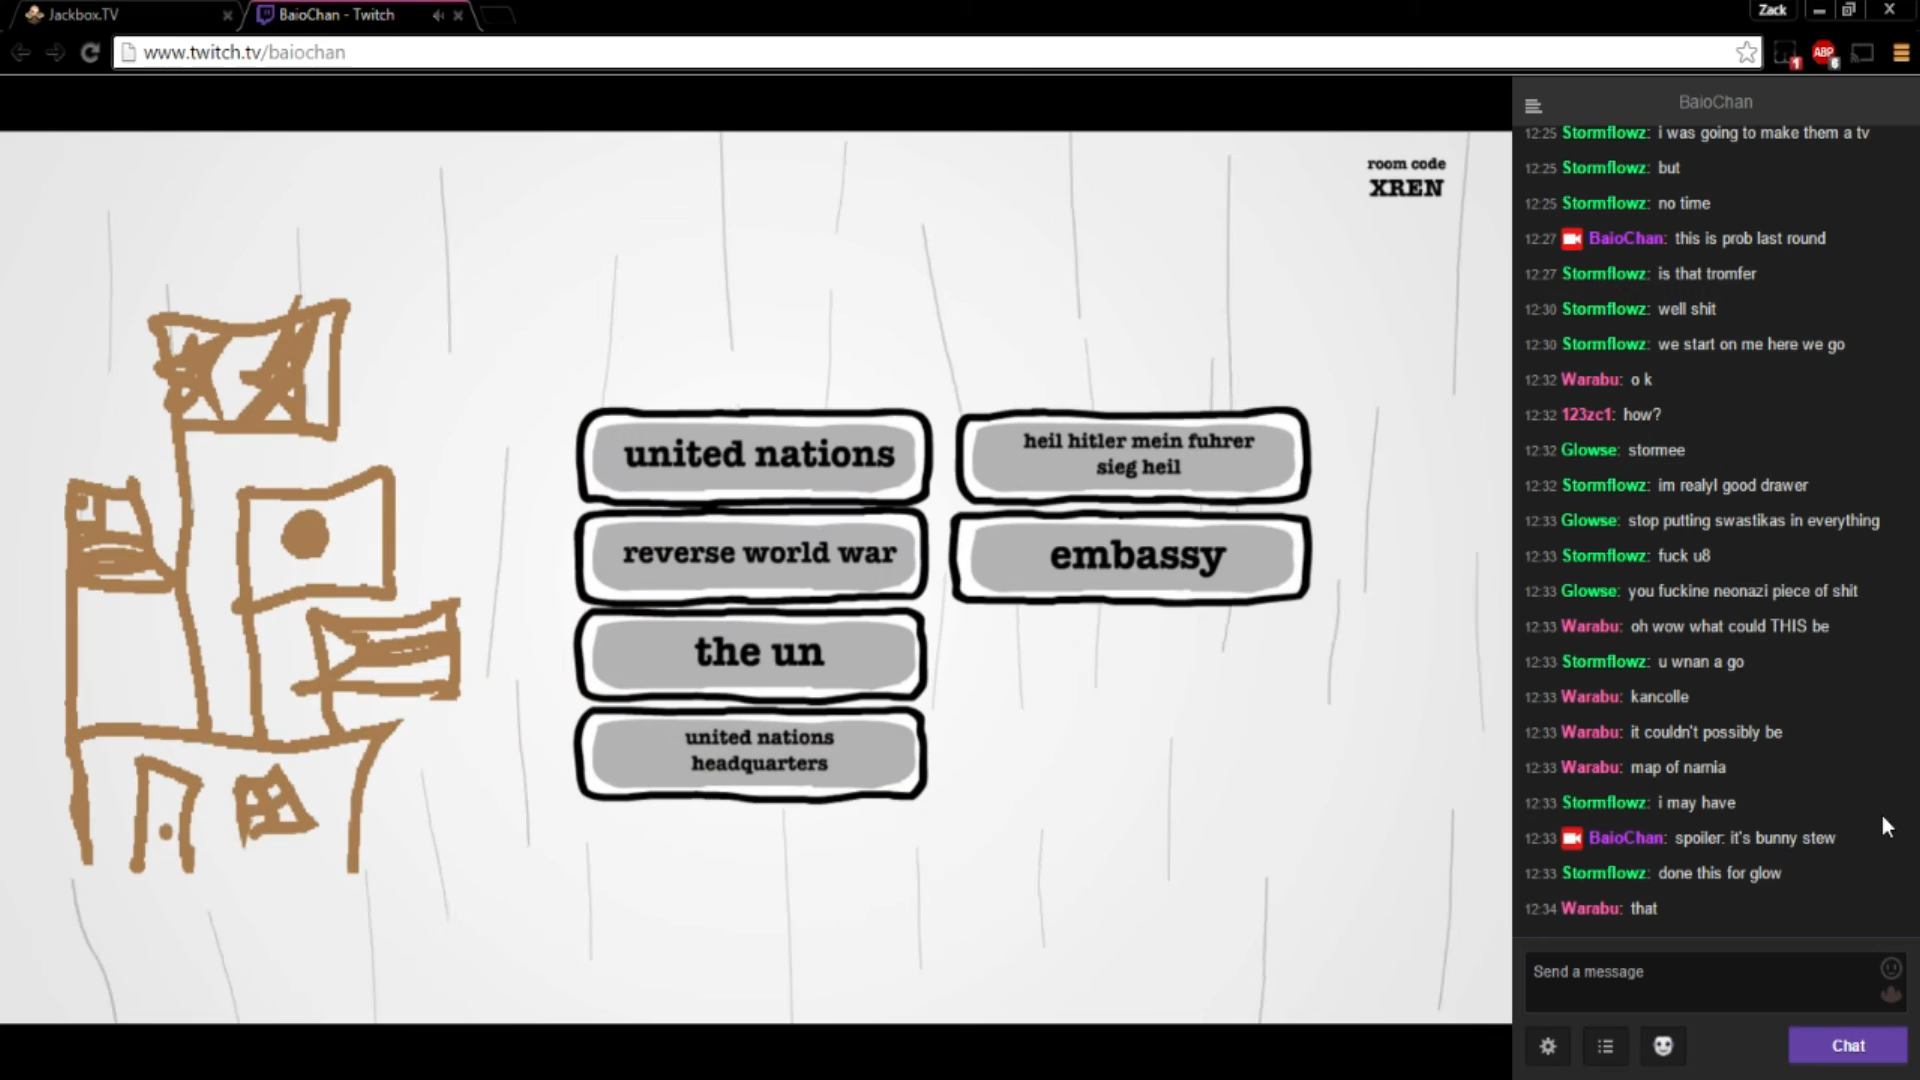 Jackbox.TV
BaioChan - Twitch
Zack
www.twitch.tv/baiochan
1
ABP
6
room code
XREN
united nations
heil hitler mein fuhrer
sieg heil
reverse world war
embassy
the un
united nations
headquarters
BaioChan
12:25 Stormflowz: i was going to make them a tv
12:25 Stormflowz: but
12:25 Stormflowz: no time
12:27 BaioChan: this is prob last round
12:27 Stormflowz: is that tromfer
12:30 Stormflowz: well shit
12:30 Stormflowz: we start on me here we go
12:32 Warabu: o k
12:32 123zc1: how?
12:32 Glowse: stormee
12:32 Stormflowz: im realyl good drawer
12:33 Glowse: stop putting swastikas in everything
12:33 Stormflowz: fuck u8
12:33 Glowse: you fuckine neonazi piece of shit
12:33 Warabu: oh wow what could THIS be
12:33 Stormflowz: u wnan a go
12:33 Warabu: kancolle
12:33 Warabu: it couldn't possibly be
12:33 Warabu: map of narnia
12:33 Stormflowz: i may have
12:33 BaioChan: spoiler: it's bunny stew
12:33 Stormflowz: done this for glow
12:34 Warabu: that
Send a message
Chat